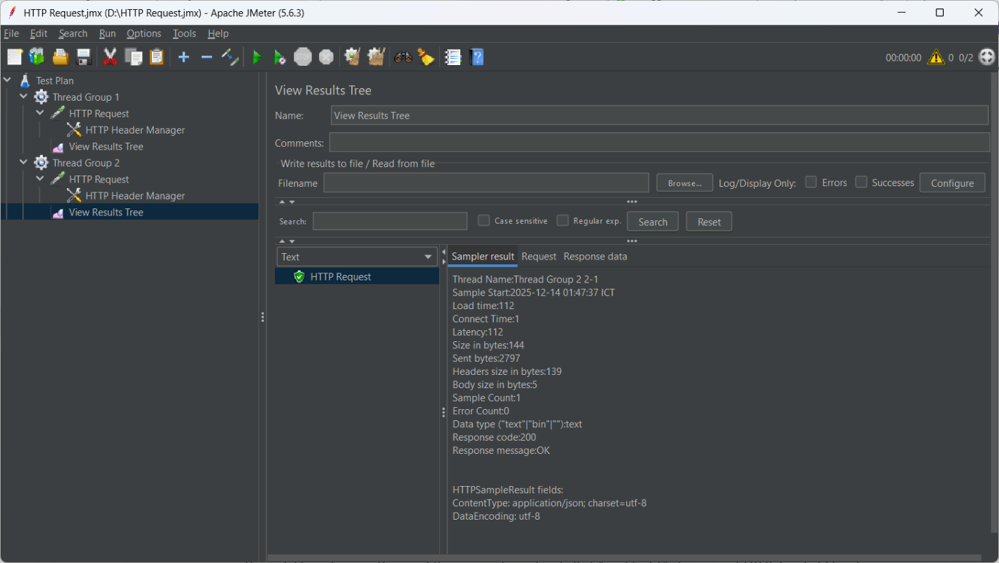 HTTP Request.jmx (D:\HTTP Request.jmx) - Apache JMeter (5.6.3)
File Edit Search Run Options Tools Help
00:00:00 0 0/2
Test Plan
Thread Group 1
HTTP Request
HTTP Header Manager
View Results Tree
Thread Group 2
HTTP Request
HTTP Header Manager
View Results Tree
View Results Tree
Name: View Results Tree
Comments:
Write results to file / Read from file
Filename Browse... Log/Display Only: Errors Successes Configure
Search: Case sensitive Regular exp. Search Reset
Text
HTTP Request
Sampler result Request Response data
Thread Name:Thread Group 2 2-1
Sample Start:2025-12-14 01:47:37 ICT
Load time:112
Connect Time:1
Latency:112
Size in bytes:144
Sent bytes:2797
Headers size in bytes:139
Body size in bytes:5
Sample Count:1
Error Count:0
Data type ("text"|"bin"|""):text
Response code:200
Response message:OK
HTTPSampleResult fields:
ContentType: application/json; charset=utf-8
DataEncoding: utf-8